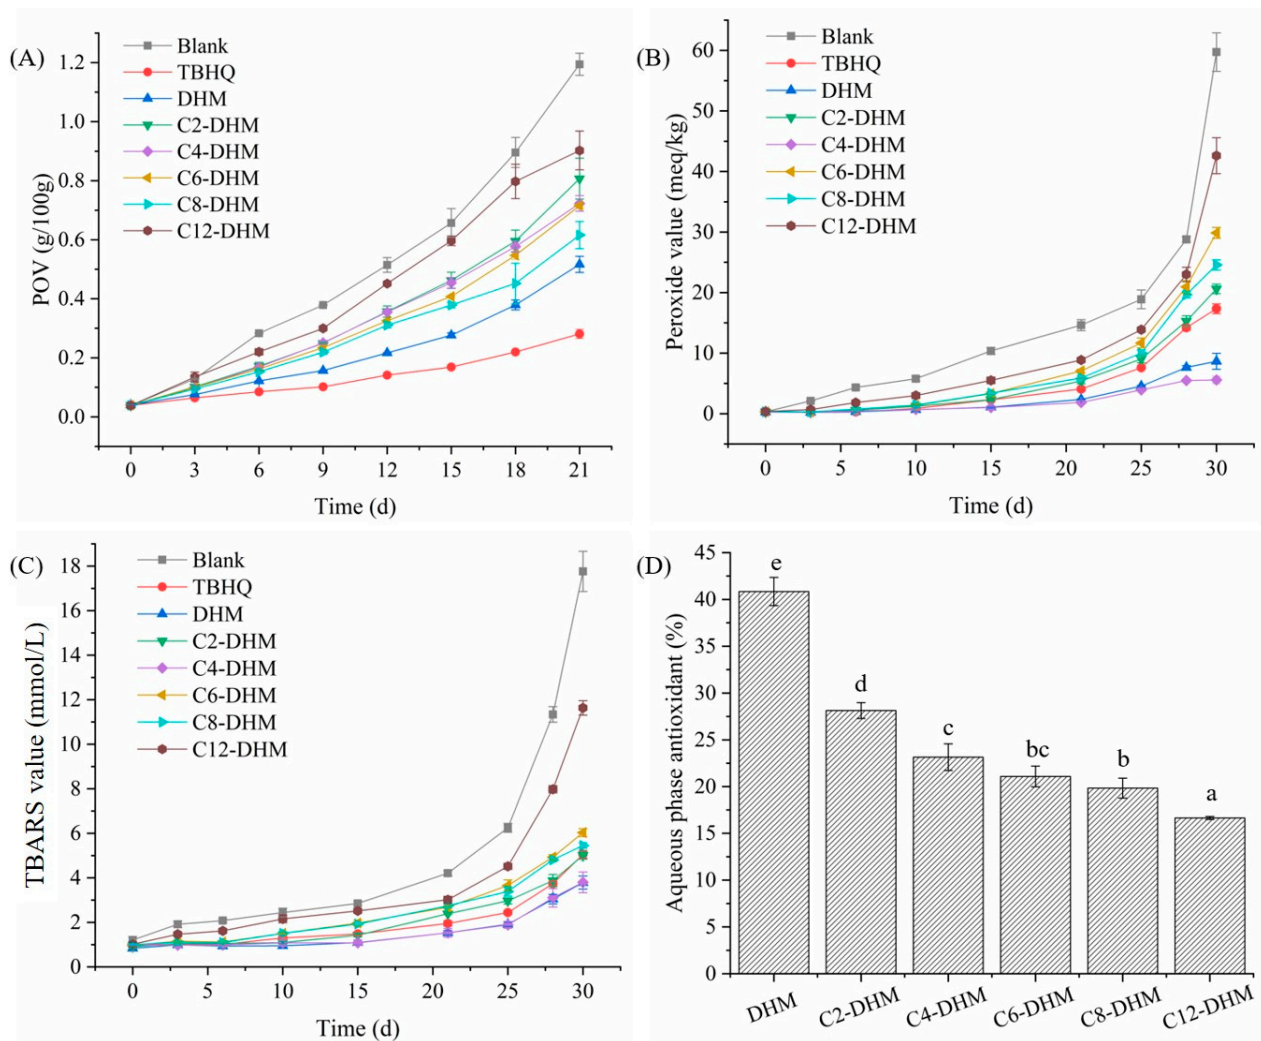 (A)
Blank
TBHQ
DHM
C2-DHM
C4-DHM
C6-DHM
C8-DHM
C12-DHM
POV (g/100g)
1.2
1.0
0.8
0.6
0.4
0.2
0.0
0 3 6 9 12 15 18 21
Time (d)
(B)
Blank
TBHQ
DHM
C2-DHM
C4-DHM
C6-DHM
C8-DHM
C12-DHM
Peroxide value (meq/kg)
60
50
40
30
20
10
0
0 5 10 15 20 25 30
Time (d)
(C)
Blank
TBHQ
DHM
C2-DHM
C4-DHM
C6-DHM
C8-DHM
C12-DHM
TBARS value (mmol/L)
18
16
14
12
10
8
6
4
2
0
0 5 10 15 20 25 30
Time (d)
(D)
Aqueous phase antioxidant (%)
45
40
35
30
25
20
15
10
5
0
e
d
c
bc
b
a
DHM C2-DHM C4-DHM C6-DHM C8-DHM C12-DHM